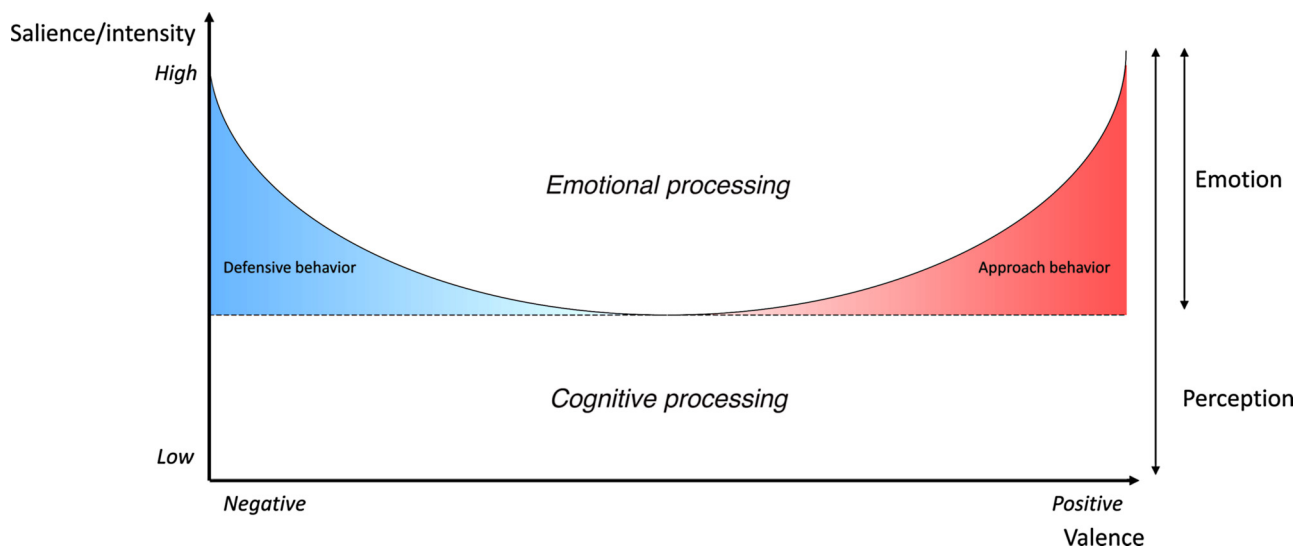 Salience/intensity
High
Emotional processing
Emotion
Defensive behavior
Approach behavior
Cognitive processing
Perception
Low
Negative
Positive
Valence